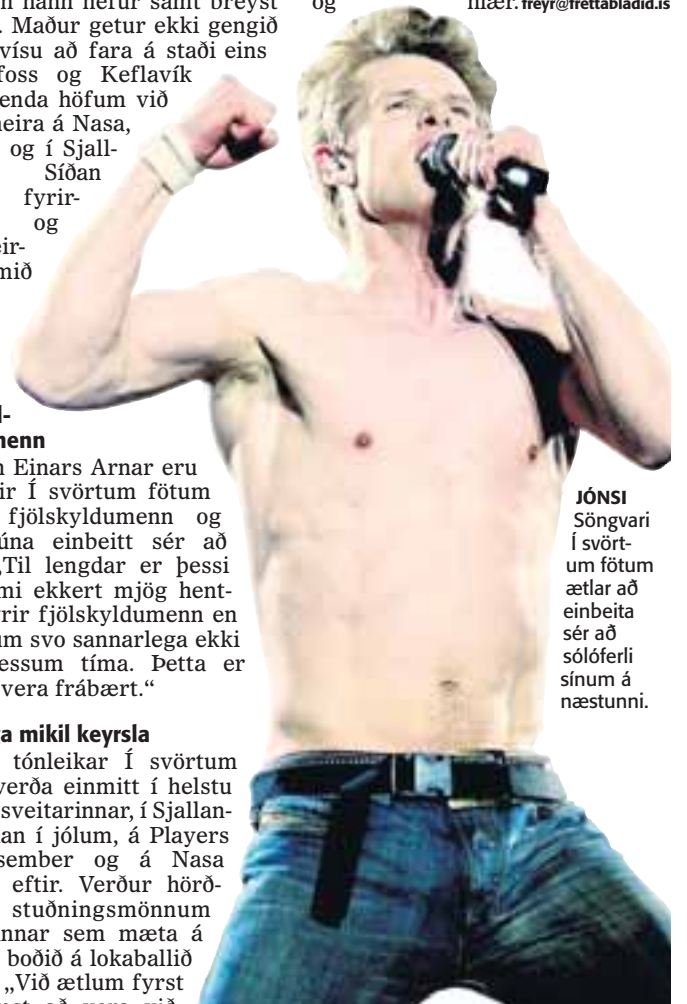 hann hefur samt breyst
. Maður getur ekki gengið
vísu að fara á staði eins
foss og Keflavík
enda höfum við
meira á Nasa,
og í Sjall-
Síðan
fyrir-
og
eir-
mið
l-
menn
Einars Arnar eru
ir Í svörtum fötum
fjölskyldumenn og
núna einbeitt sér að
„Til lengdar er þessi
mi ekkert mjög hent-
yrir fjölskyldumenn en
um svo sannarlega ekki
essum tíma. Þetta er
vera frábært.“
a mikil keyrsla
tónleikar Í svörtum
verða einmitt í helstu
sveitarinnar, í Sjallan-
an í jólum, á Players
sember og á Nasa
eftir. Verður hörð-
stuðningsmönnum
nnar sem mæta á
boðið á lokaballið
„Við ætlum fyrst
og
nær. freyr@frettabladid.is
JÓNSI
Söngvari
Í svört-
um fötum
ætlar að
einbeita
sér að
sólóferli
sínum á
næstunni.